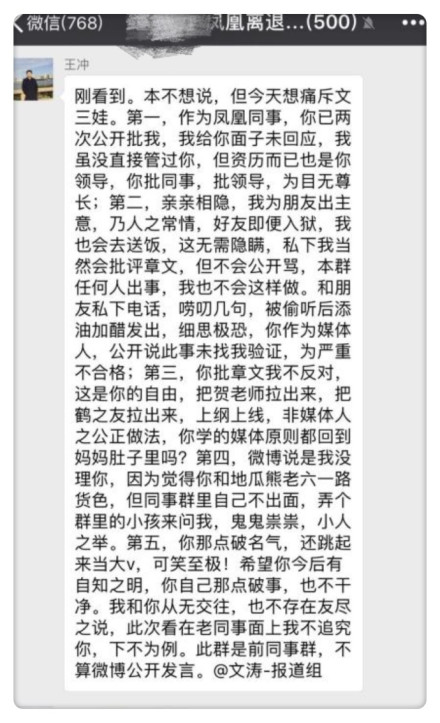 微信(768)
凤凰离退...(500)
王冲
刚看到。本不想说，但今天想痛斥文
三娃。第一，作为凤凰同事，你已两
次公开批我，我给你面子未回应，我
虽没直接管过你，但资历而已也是你
领导，你批同事，批领导，为目无尊
长；第二，亲亲相隐，我为朋友出主
意，乃人之常情，好友即便入狱，我
也会去送饭，这无需隐瞒，私下我当
然会批评章文，但不会公开骂，本群
任何人出事，我也不会这样做。和朋
友私下电话，唠叨几句，被偷听后添
油加醋发出，细思极恐，你作为媒体
人，公开说此事未找我验证，为严重
不合格；第三，你批章文我不反对，
这是你的自由，把贺老师拉出来，把
鹤之友拉出来，上纲上线，非媒体人
之公正做法，你学的媒体原则都回到
妈妈肚子里吗？第四，微博说是我没
理你，因为觉得你和地瓜熊老六一路
货色，但同事群里自己不出面，弄个
群里的小孩来问我，鬼鬼祟祟，小人
之举。第五，你那点破名气，还跳起
来当大v，可笑至极！希望你今后有
自知之明，你自己那点破事，也不干
净。我和你从无交往，也不存在友尽
之说，此次看在老同事面上我不追究
你，下不为例。此群是前同事群，不
算微博公开发言。@文涛-报道组